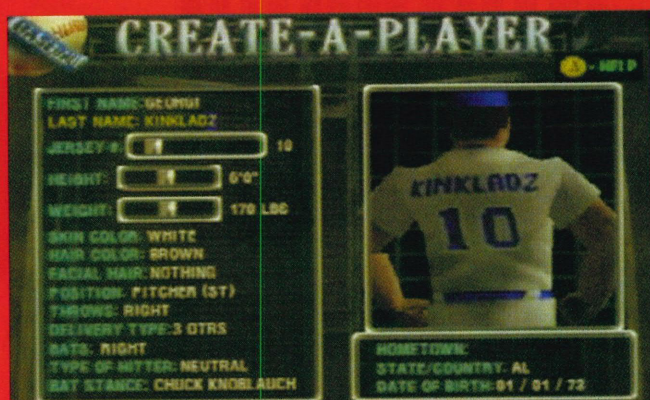 CREATE-A-PLAYER
- HELP
FIRST NAME: GEORGI
LAST NAME: KINKLADZ
JERSEY #: 10
HEIGHT: 6'0"
WEIGHT: 170 LBS
SKIN COLOR: WHITE
HAIR COLOR: BROWN
FACIAL HAIR: NOTHING
POSITION: PITCHER (ST)
THROWS: RIGHT
DELIVERY TYPE: 3 QTRS
BATS: RIGHT
TYPE OF HITTER: NEUTRAL
BAT STANCE: CHUCK KNOBLAUCH
KINKLADZ
10
HOMETOWN:
STATE/COUNTRY: AL
DATE OF BIRTH: 01 / 01 / 72